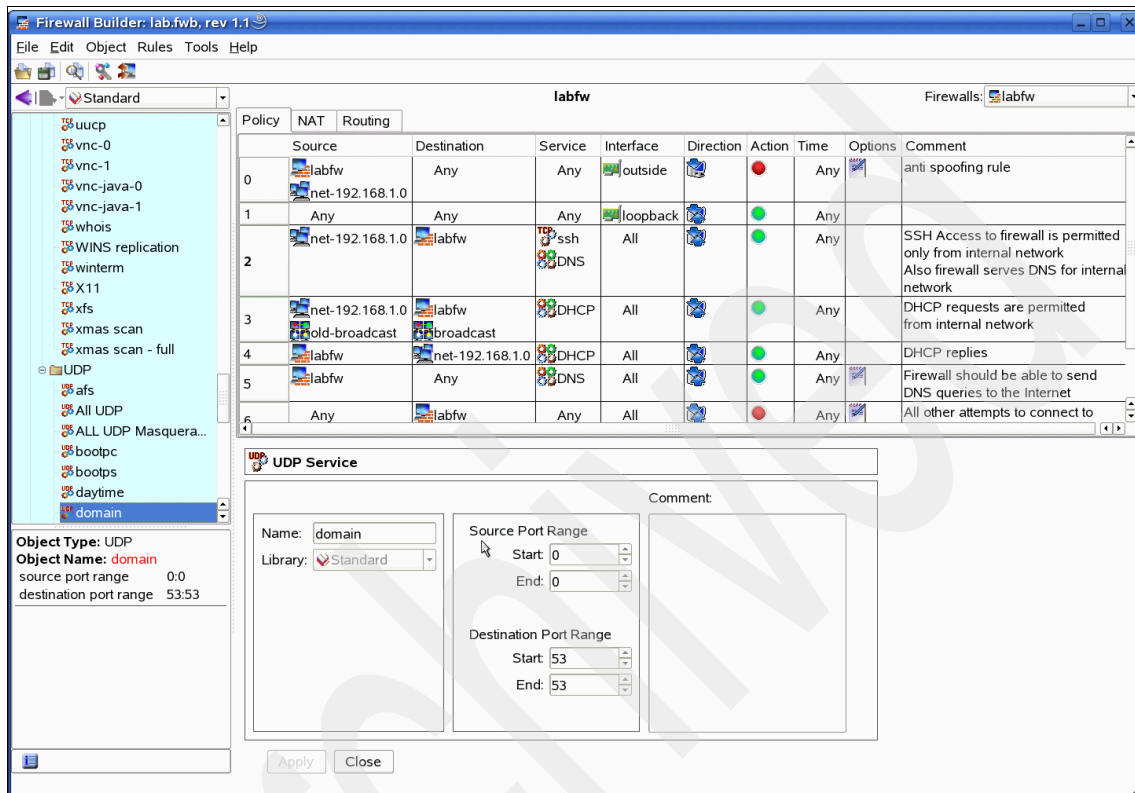 Firewall Builder: lab.fwb, rev 1.1
File Edit Object Rules Tools Help
Standard
labfw
Firewalls: labfw
uucp
vnc-0
vnc-1
vnc-java-0
vnc-java-1
whois
WINS replication
winterm
X11
xfs
xmas scan
xmas scan - full
UDP
afs
All UDP
ALL UDP Masquera...
bootpc
bootps
daytime
domain
Object Type: UDP
Object Name: domain
source port range 0:0
destination port range 53:53
Policy NAT Routing
Source Destination Service Interface Direction Action Time Options Comment
0 labfw Any Any outside Any anti spoofing rule
net-192.168.1.0
1 Any Any Any loopback Any
2 net-192.168.1.0 labfw TCP ssh All Any SSH Access to firewall is permitted
DNS only from internal network
Also firewall serves DNS for internal
network
3 net-192.168.1.0 labfw DHCP All Any DHCP requests are permitted
old-broadcast broadcast from internal network
4 labfw net-192.168.1.0 DHCP All Any DHCP replies
5 labfw Any DNS All Any Firewall should be able to send
DNS queries to the Internet
6 Any labfw Any All Any All other attempts to connect to
UDP UDP Service
Name: domain
Library: Standard
Source Port Range
Start: 0
End: 0
Destination Port Range
Start: 53
End: 53
Comment:
Apply Close